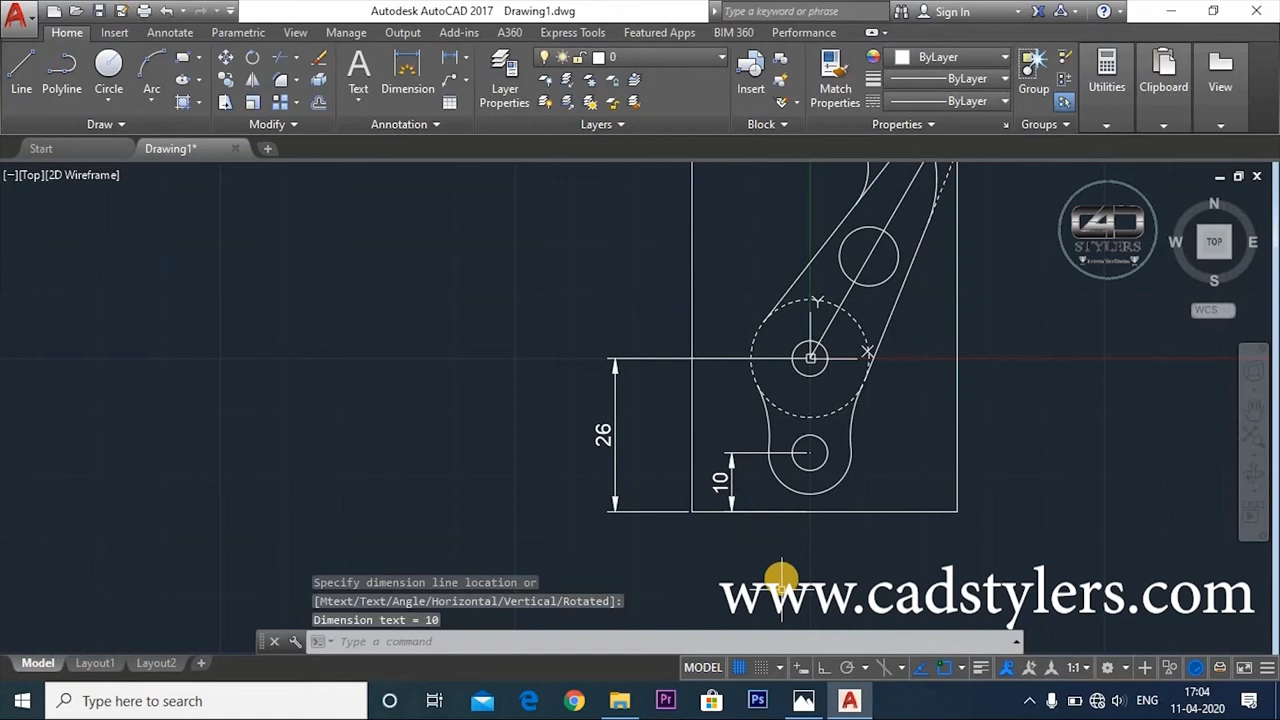 Autodesk AutoCAD 2017 Drawing1.dwg
Type a keyword or phrase
Sign In
Home Insert Annotate Parametric View Manage Output Add-ins A360 Express Tools Featured Apps BIM 360 Performance
Line Polyline Circle Arc
Text Dimension
Layer Properties
0
Insert
Match Properties
ByLayer
ByLayer
ByLayer
Group
Utilities
Clipboard
View
Draw Modify Annotation Layers Block Properties Groups
Start Drawing1*
[−][Top][2D Wireframe]
CAD
STYLERS
N
W TOP E
S
WCS
Y
X
26
10
Specify dimension line location or
[Mtext/Text/Angle/Horizontal/Vertical/Rotated]:
Dimension text = 10
Type a command
www.cadstylers.com
Model Layout1 Layout2
MODEL 1:1
Type here to search
Pr
Ps
A
ENG
17:04
11-04-2020